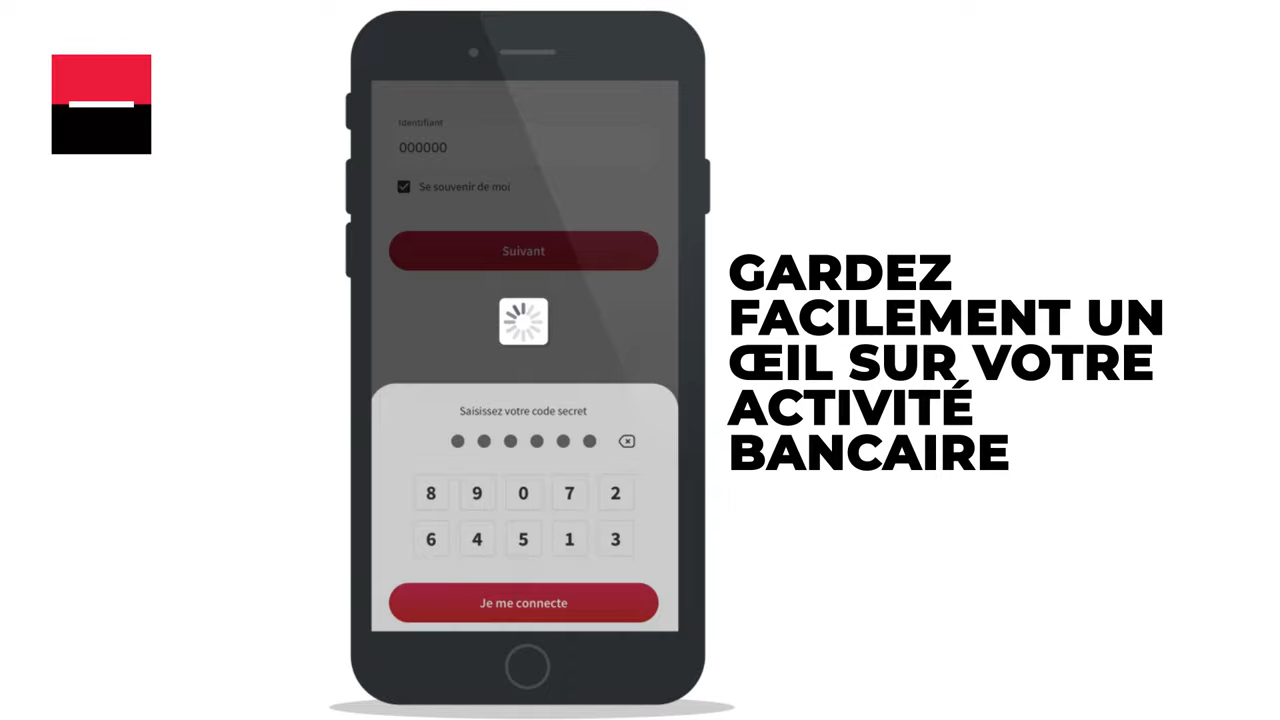 Identifiant
000000
Se souvenir de moi
Suivant
Saisissez votre code secret
8 9 0 7 2
6 4 5 1 3
Je me connecte
GARDEZ
FACILEMENT UN
ŒIL SUR VOTRE
ACTIVITÉ
BANCAIRE